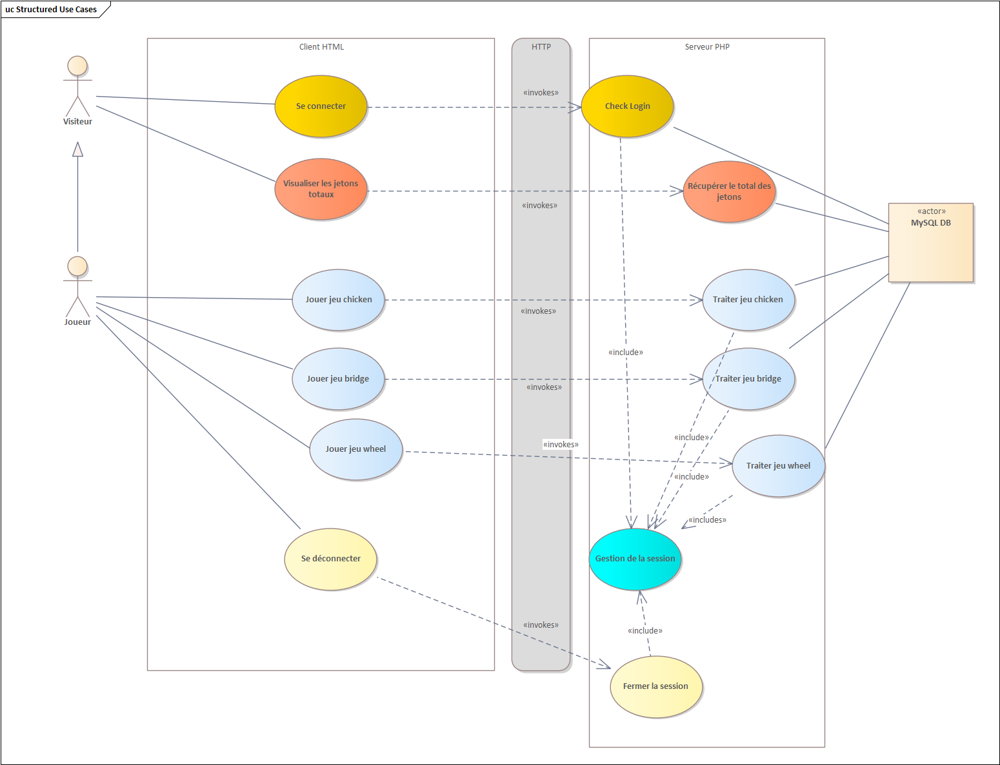 uc Structured Use Cases
Client HTML
HTTP
Serveur PHP
Visiteur
Se connecter
«invokes»
Check Login
Visualiser les jetons
totaux
«invokes»
Récupérer le total des
jetons
«actor»
MySQL DB
Joueur
Jouer jeu chicken
«invokes»
Traiter jeu chicken
«include»
Jouer jeu bridge
«invokes»
Traiter jeu bridge
«include»
Jouer jeu wheel
«invokes»
Traiter jeu wheel
«include»
«includes»
Se déconnecter
Gestion de la session
«invokes»
«include»
Fermer la session